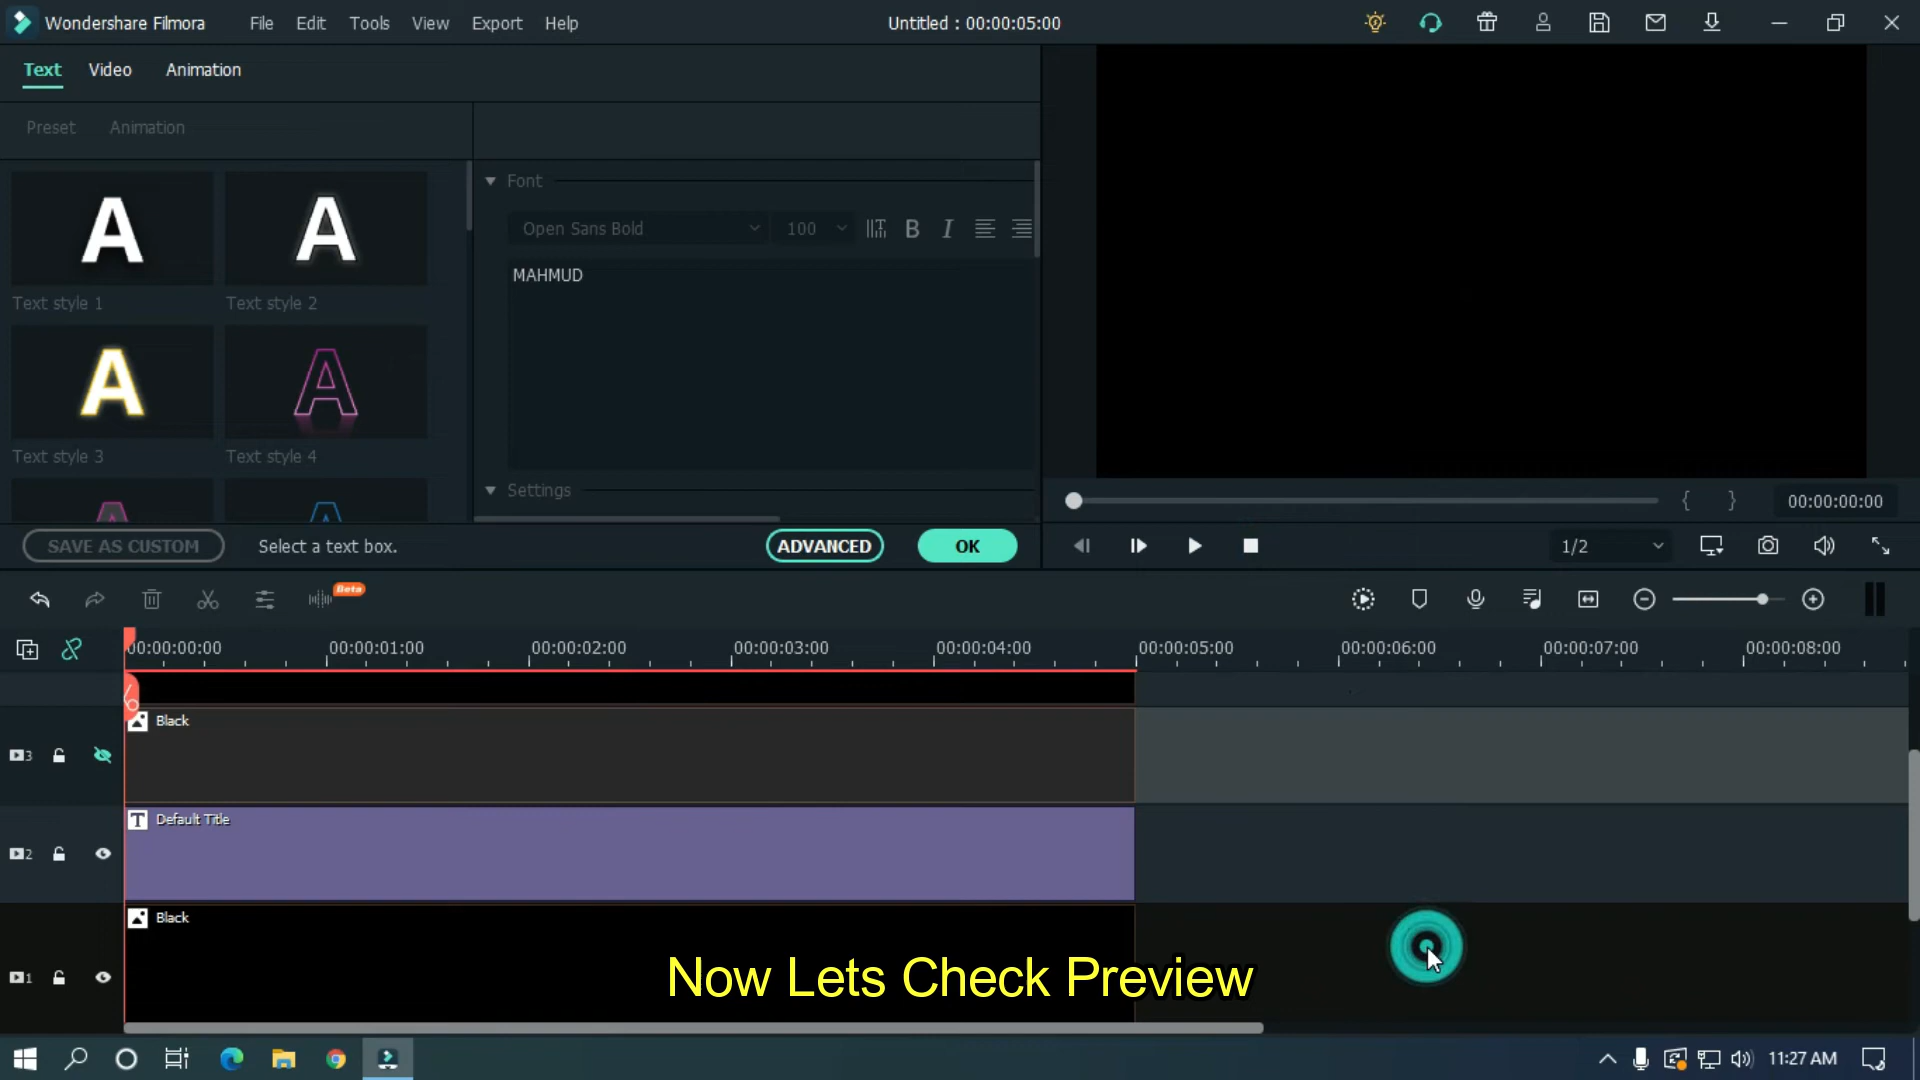 Wondershare Filmora File Edit Tools View Export Help Untitled : 00:00:05:00
Text Video Animation
Preset Animation
Font
Open Sans Bold 100 B I
MAHMUD
A A
Text style 1 Text style 2
A A
Text style 3 Text style 4
Settings
SAVE AS CUSTOM Select a text box. ADVANCED OK
{ } 00:00:00:00
1/2
Beta
00:00:00:00 00:00:01:00 00:00:02:00 00:00:03:00 00:00:04:00 00:00:05:00 00:00:06:00 00:00:07:00 00:00:08:00
Black
3
T Default Title
2
Black
1
Now Lets Check Preview
11:27 AM